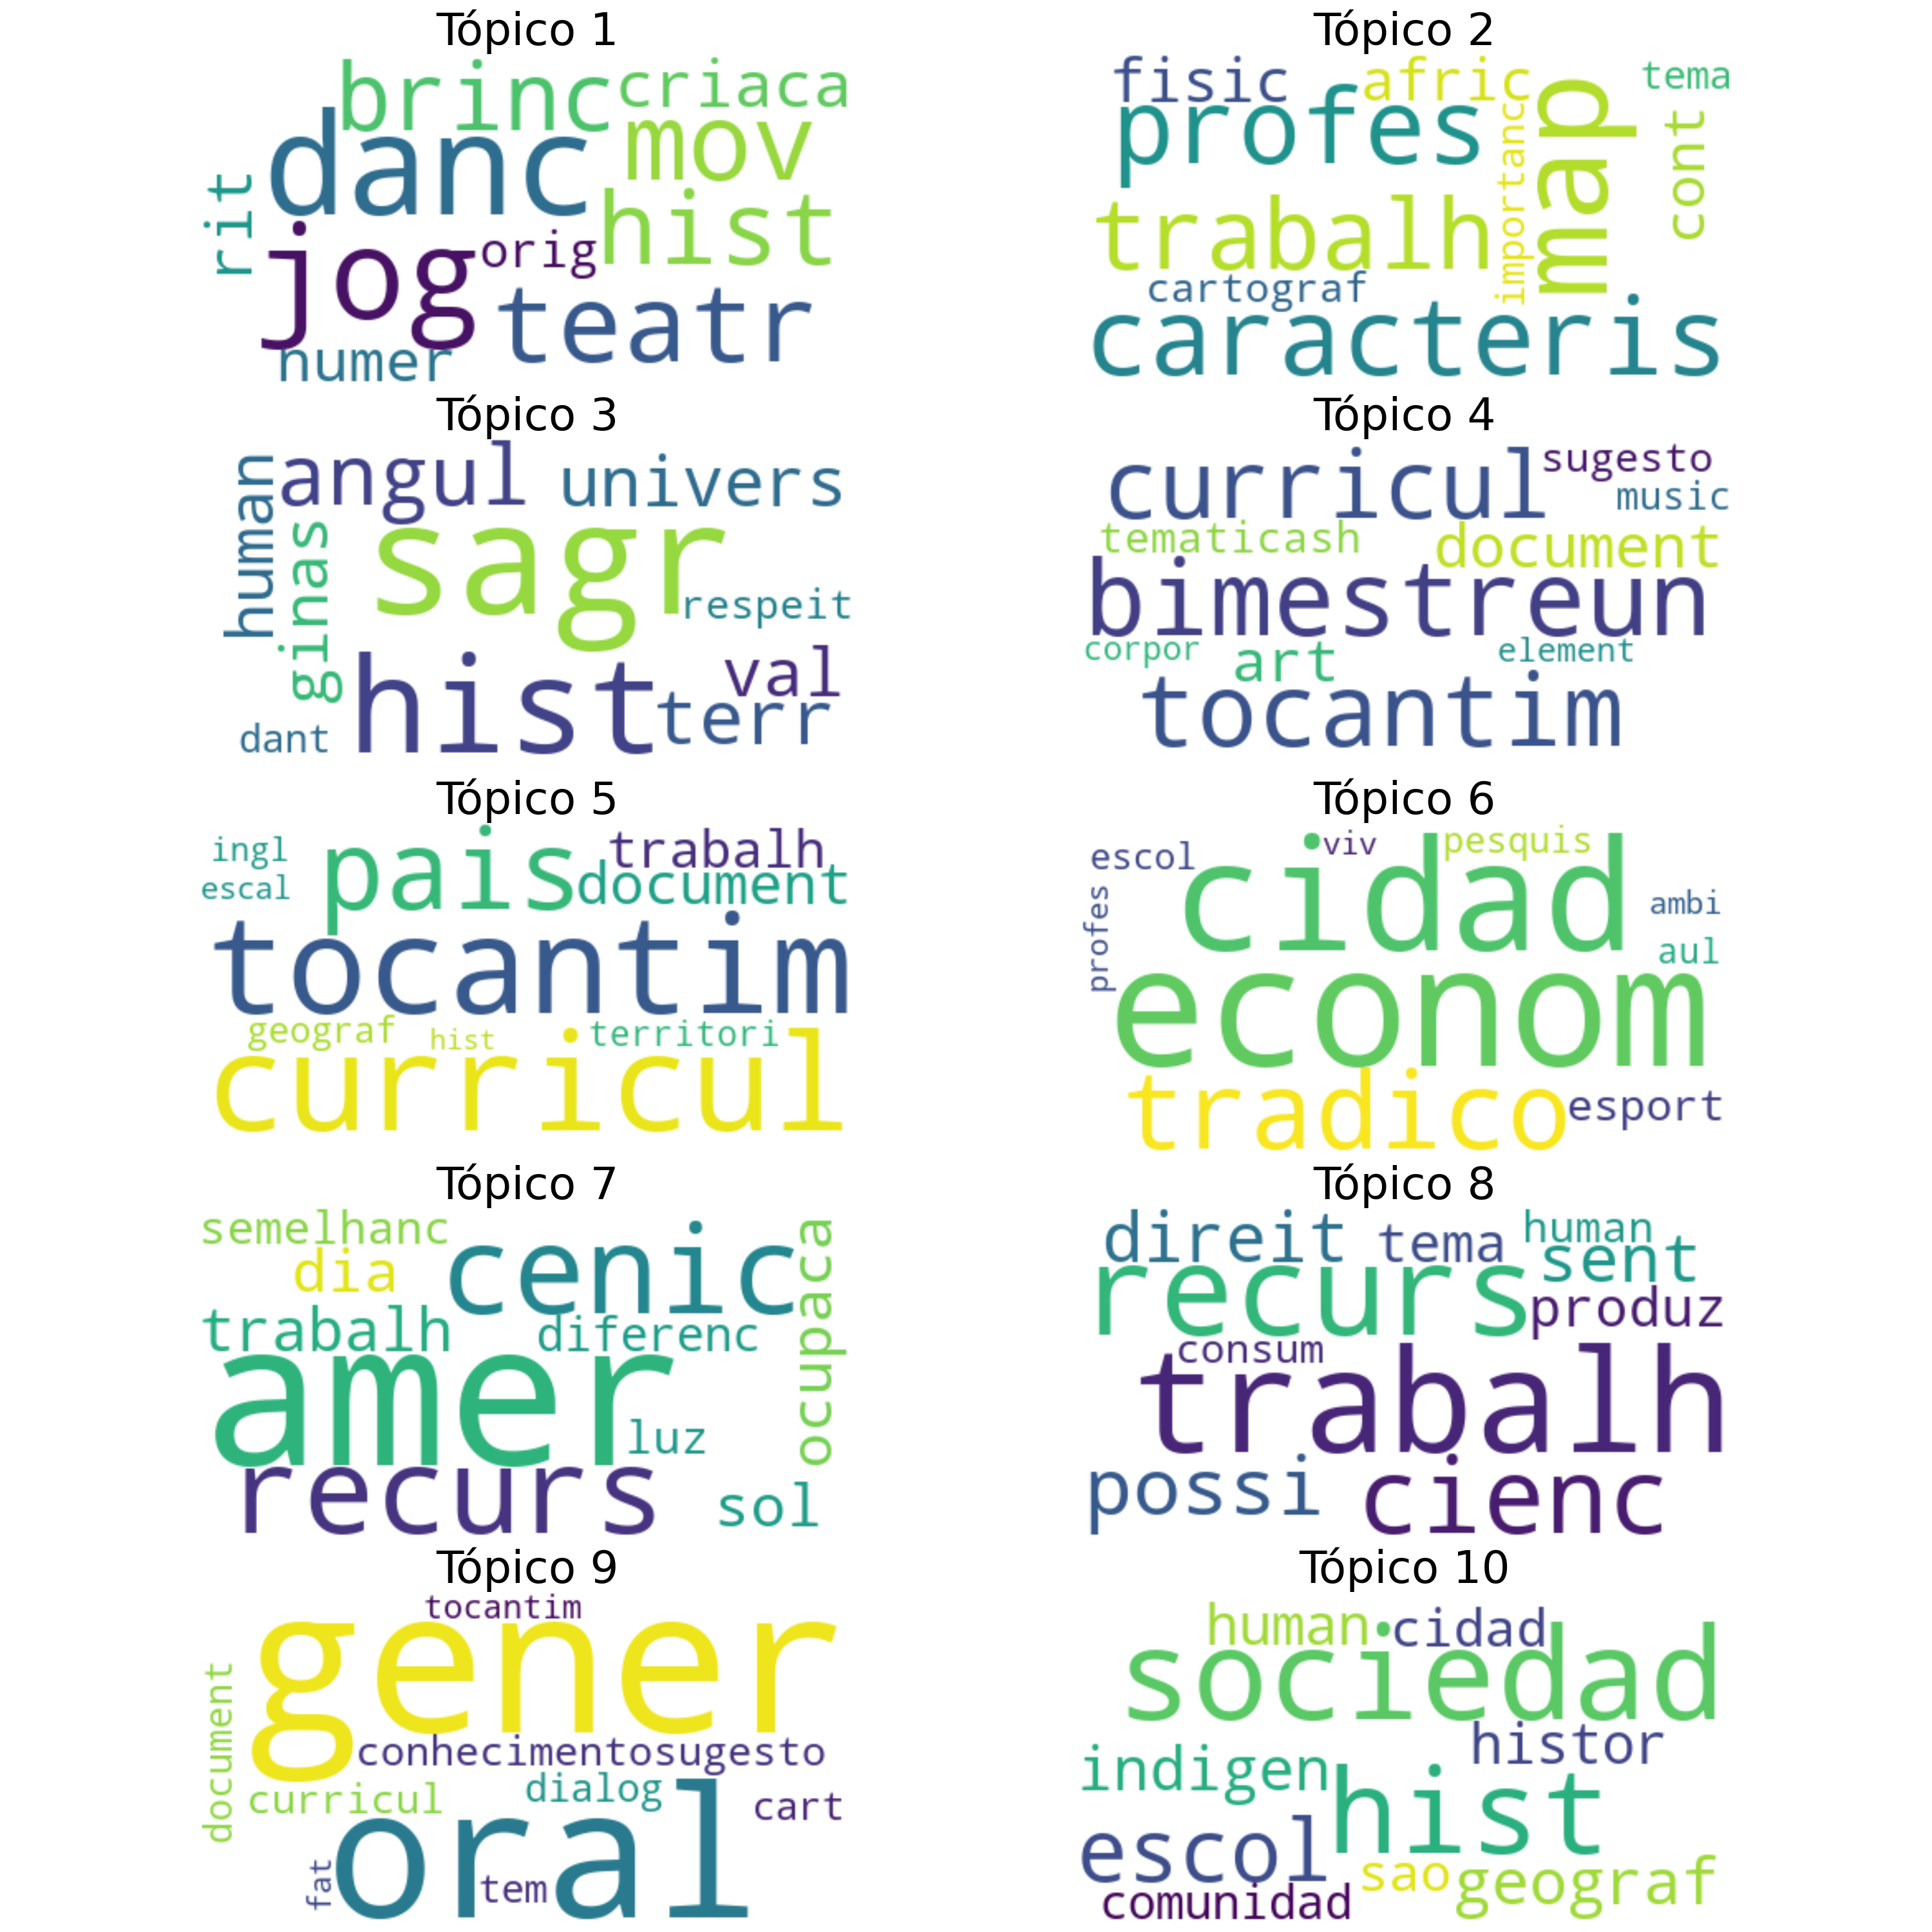 Tópico 1
brinc
criaca
danc
mov
rit
hist
jog
orig
teatr
numer
Tópico 2
fisic
afric
tema
profes
importanc
map
cont
trabalh
cartograf
caracteris
Tópico 3
human
angul
univers
ginas
sagr
respeit
hist
val
terr
dant
Tópico 4
curricul
sugesto
music
tematicash
document
bimestreun
corpor
art
element
tocantim
Tópico 5
ingl
pais
trabalh
escal
document
tocantim
geograf
hist
territori
curricul
Tópico 6
escol
viv
pesquis
cidad
profes
ambi
aul
econom
tradico
esport
Tópico 7
semelhanc
cenic
ocupaca
dia
trabalh
diferenc
amer
luz
recurs
sol
Tópico 8
direit
tema
human
sent
recurs
produz
consum
trabalh
possi
cienc
Tópico 9
tocantim
gener
document
conhecimentosugesto
curricul
dialog
cart
oral
fat
tem
Tópico 10
human
cidad
sociedad
histor
indigen
hist
escol
sao
geograf
comunidad